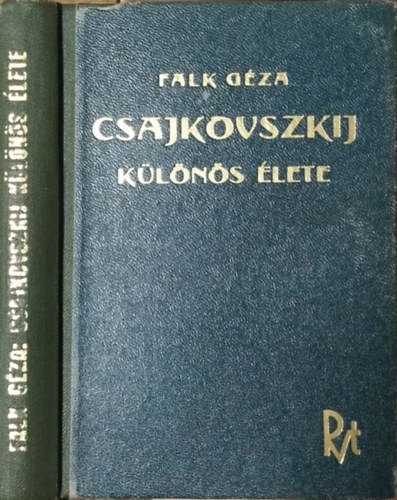 FALK GÉZA
CSAJKOVSZKIJ
KÜLÖNÖS ÉLETE
Rt
FALK GÉZA: CSAJKOVSZKIJ KÜLÖNÖS ÉLETE